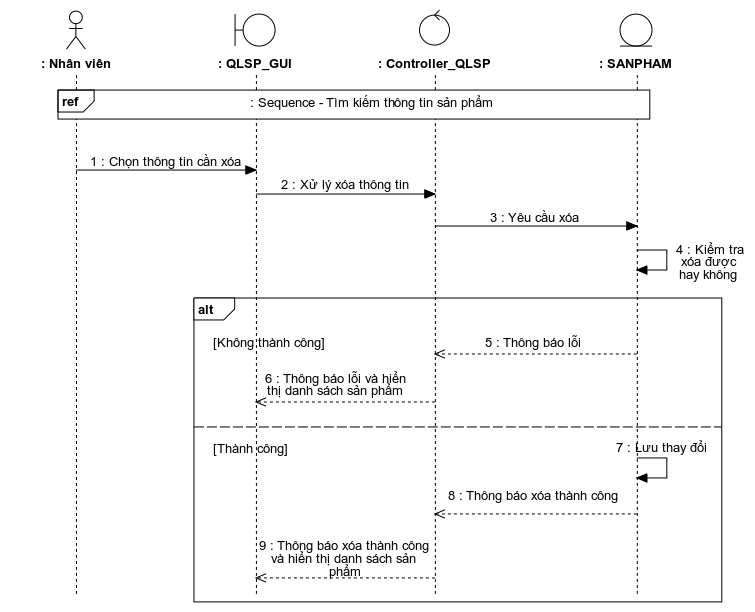 : Nhân viên
: QLSP_GUI
: Controller_QLSP
: SANPHAM
ref
: Sequence - Tìm kiếm thông tin sản phẩm
1 : Chọn thông tin cần xóa
2 : Xử lý xóa thông tin
3 : Yêu cầu xóa
4 : Kiểm tra
xóa được
hay không
alt
[Không thành công]
5 : Thông báo lỗi
6 : Thông báo lỗi và hiển
thị danh sách sản phẩm
[Thành công]
7 : Lưu thay đổi
8 : Thông báo xóa thành công
9 : Thông báo xóa thành công
và hiển thị danh sách sản
phẩm